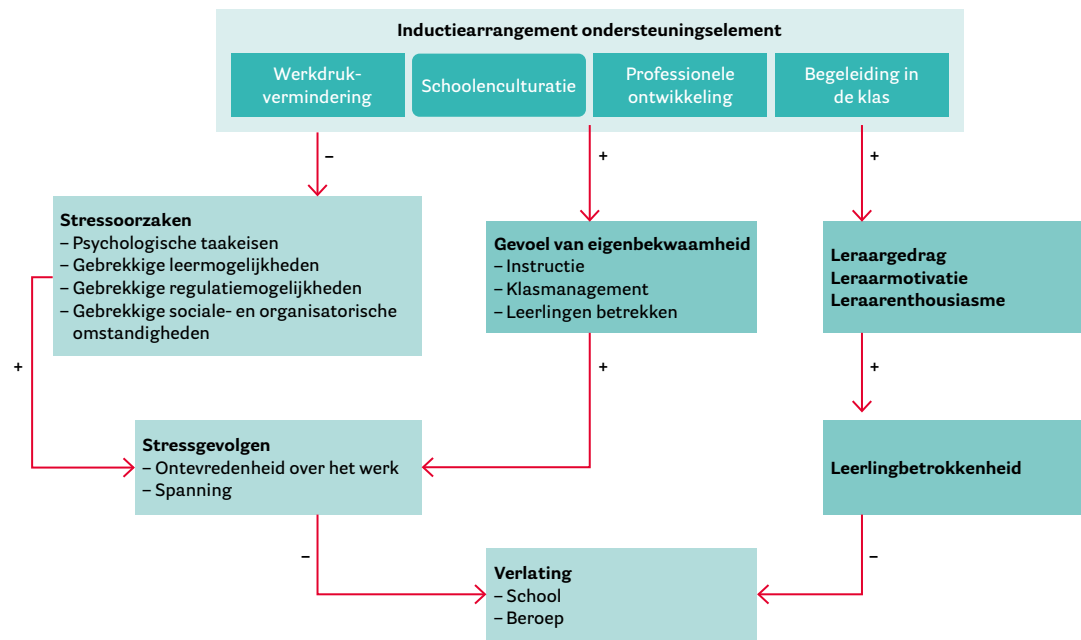 Inductiearrangement ondersteuningselement
Werkdruk-
vermindering
Schoolenculturatie
Professionele
ontwikkeling
Begeleiding in
de klas
–
+
+
Stressoorzaken
– Psychologische taakeisen
– Gebrekkige leermogelijkheden
– Gebrekkige regulatiemogelijkheden
– Gebrekkige sociale- en organisatorische
omstandigheden
Gevoel van eigenbekwaamheid
– Instructie
– Klasmanagement
– Leerlingen betrekken
Leraargedrag
Leraarmotivatie
Leraarenthousiasme
+
+
+
Stressgevolgen
– Ontevredenheid over het werk
– Spanning
Leerlingbetrokkenheid
–
–
Verlating
– School
– Beroep